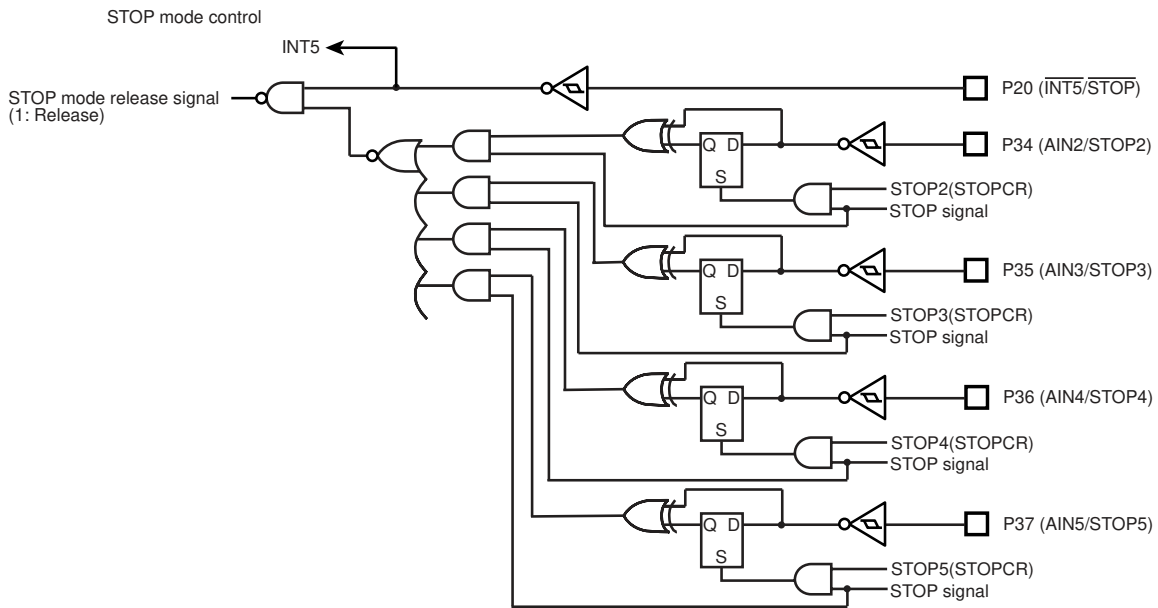 STOP mode control
INT5
STOP mode release signal
(1: Release)
P20 (INT5/STOP)
P34 (AIN2/STOP2)
Q D
S
STOP2(STOPCR)
STOP signal
P35 (AIN3/STOP3)
Q D
S
STOP3(STOPCR)
STOP signal
P36 (AIN4/STOP4)
Q D
S
STOP4(STOPCR)
STOP signal
P37 (AIN5/STOP5)
Q D
S
STOP5(STOPCR)
STOP signal